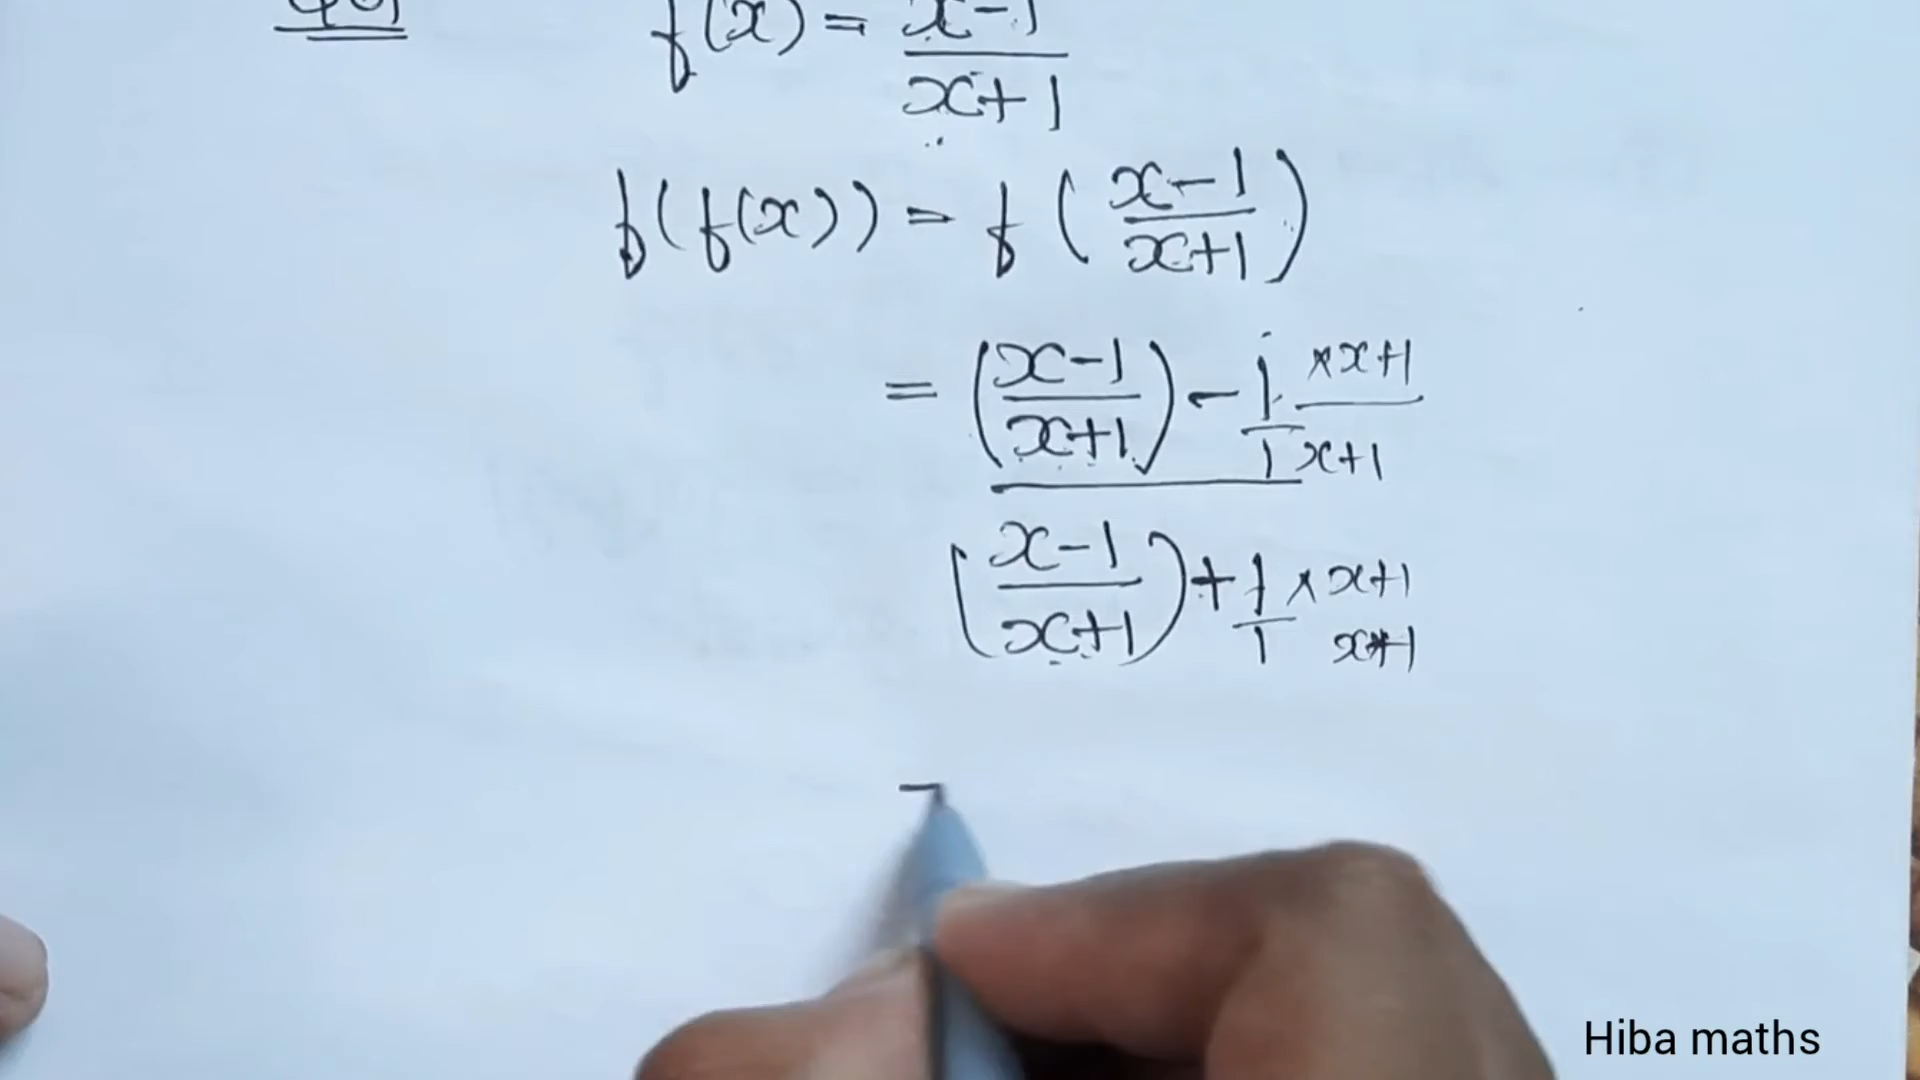 f(x) = x-1
x+1
f(f(x)) = f(x-1/x+1)
= (x-1/x+1) - 1/1 × x+1/x+1
(x-1/x+1) + 1/1 × x+1/x+1
Hiba maths